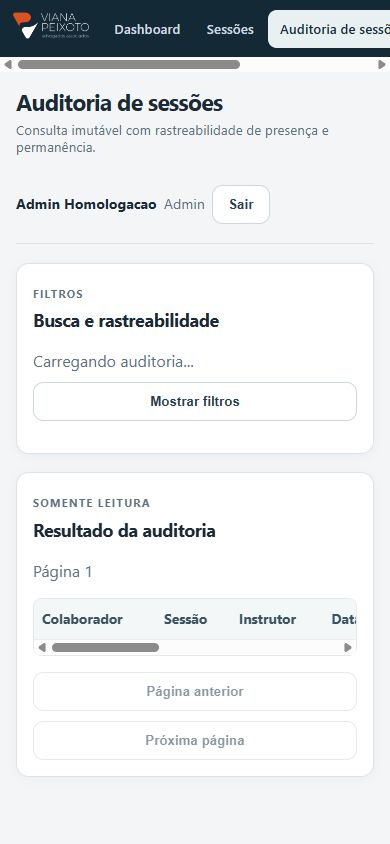 VIANA
PEIXOTO
advogados associados
Dashboard
Sessões
Auditoria de sessõ
Auditoria de sessões
Consulta imutável com rastreabilidade de presença e
permanência.
Admin Homologacao Admin Sair
FILTROS
Busca e rastreabilidade
Carregando auditoria...
Mostrar filtros
SOMENTE LEITURA
Resultado da auditoria
Página 1
Colaborador Sessão Instrutor Data
Página anterior
Próxima página